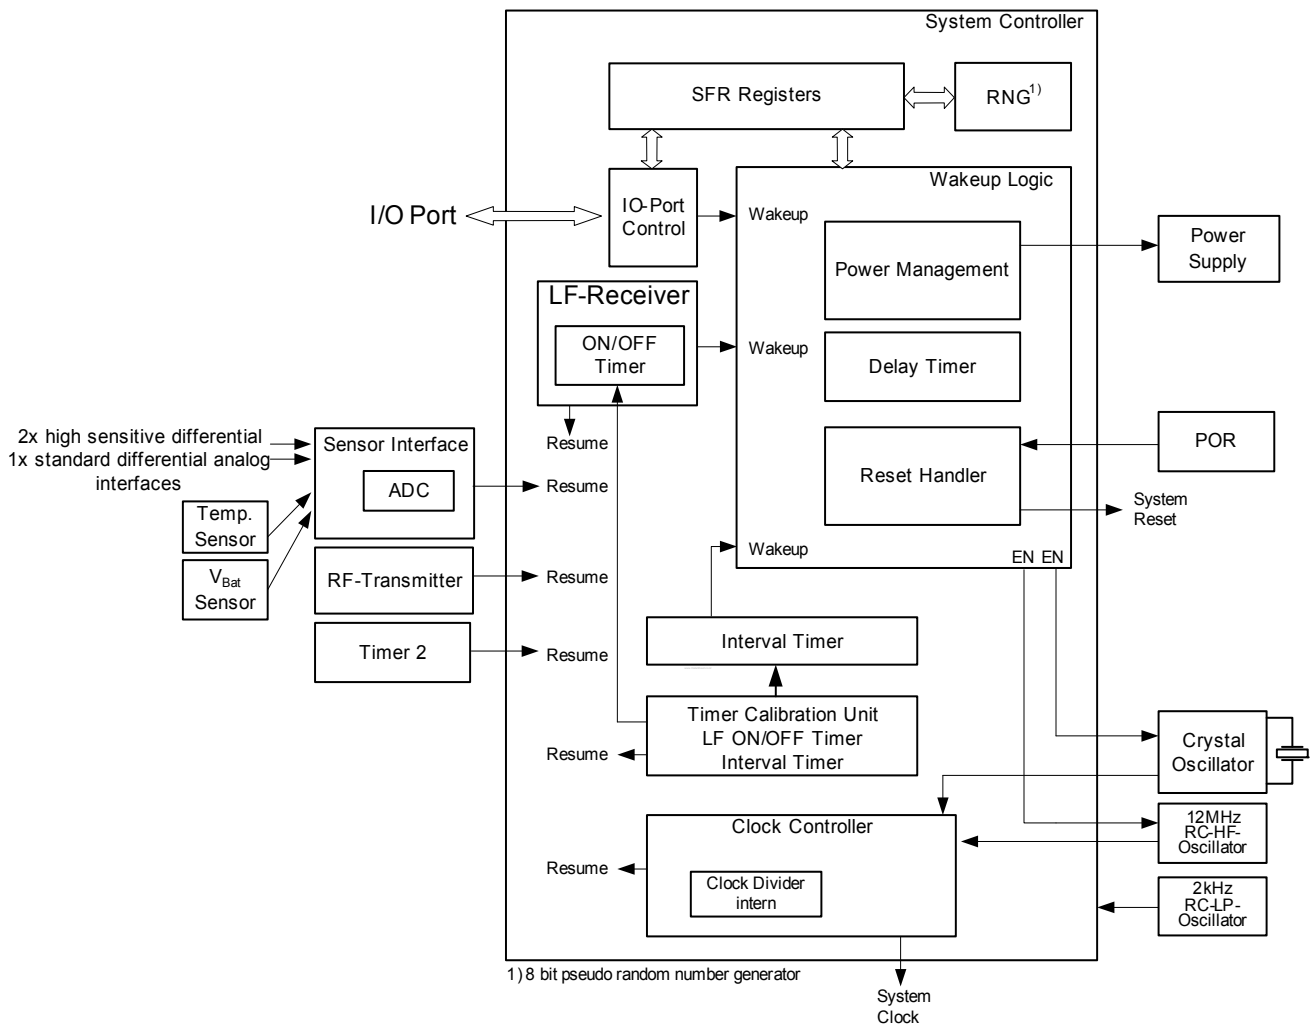 System Controller
SFR Registers
RNG1)
Wakeup Logic
I/O Port
IO-Port
Control
Wakeup
Power Management
Power
Supply
LF-Receiver
ON/OFF
Timer
Wakeup
Delay Timer
2x high sensitive differential
1x standard differential analog
interfaces
Sensor Interface
ADC
Resume
Resume
Reset Handler
POR
System
Reset
Temp.
Sensor
VBat
Sensor
RF-Transmitter
Resume
Wakeup
EN EN
Timer 2
Resume
Interval Timer
Timer Calibration Unit
LF ON/OFF Timer
Interval Timer
Resume
Crystal
Oscillator
Clock Controller
Resume
Clock Divider
intern
12MHz
RC-HF-
Oscillator
2kHz
RC-LP-
Oscillator
1) 8 bit pseudo random number generator
System
Clock